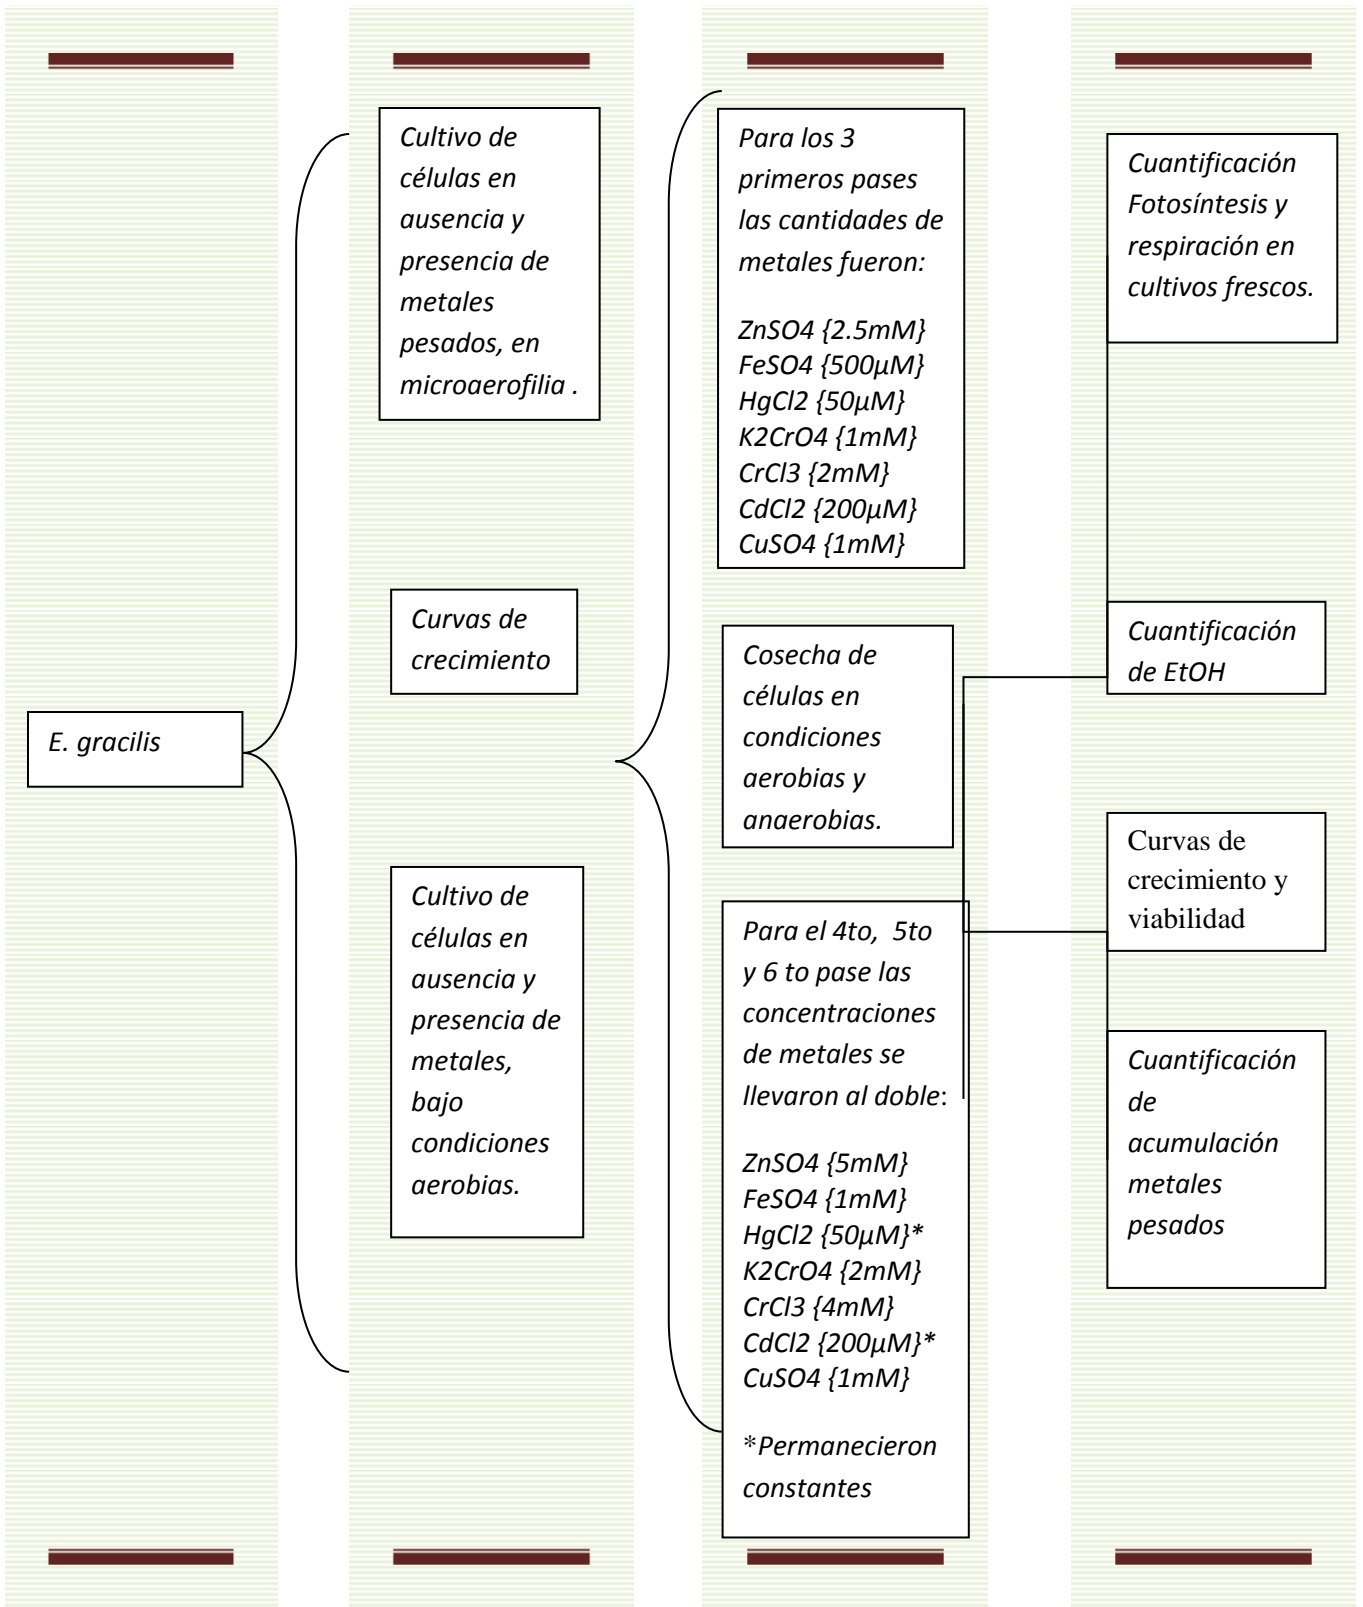 E. gracilis
Cultivo de
células en
ausencia y
presencia de
metales
pesados, en
microaerofilia .
Curvas de
crecimiento
Cultivo de
células en
ausencia y
presencia de
metales,
bajo
condiciones
aerobias.
Para los 3
primeros pases
las cantidades de
metales fueron:
ZnSO4 {2.5mM}
FeSO4 {500µM}
HgCl2 {50µM}
K2CrO4 {1mM}
CrCl3 {2mM}
CdCl2 {200µM}
CuSO4 {1mM}
Cosecha de
células en
condiciones
aerobias y
anaerobias.
Para el 4to, 5to
y 6 to pase las
concentraciones
de metales se
llevaron al doble:
ZnSO4 {5mM}
FeSO4 {1mM}
HgCl2 {50µM}*
K2CrO4 {2mM}
CrCl3 {4mM}
CdCl2 {200µM}*
CuSO4 {1mM}
*Permanecieron
constantes
Cuantificación
Fotosíntesis y
respiración en
cultivos frescos.
Cuantificación
de EtOH
Curvas de
crecimiento y
viabilidad
Cuantificación
de
acumulación
metales
pesados